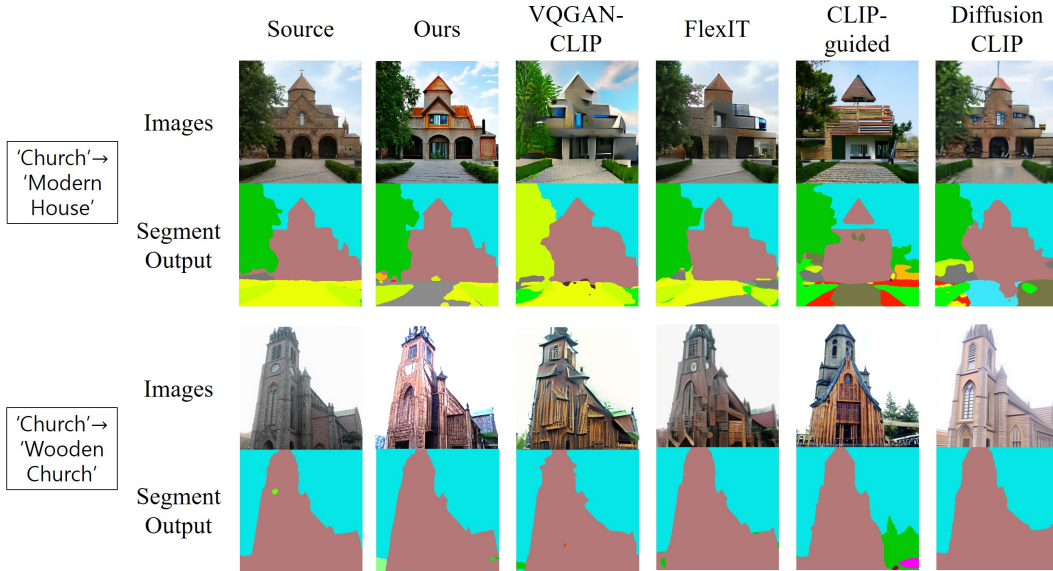 Source
Ours
VQGAN-
CLIP
FlexIT
CLIP-
guided
Diffusion
CLIP
'Church'→
'Modern
House'
Images
Segment
Output
'Church'→
'Wooden
Church'
Images
Segment
Output